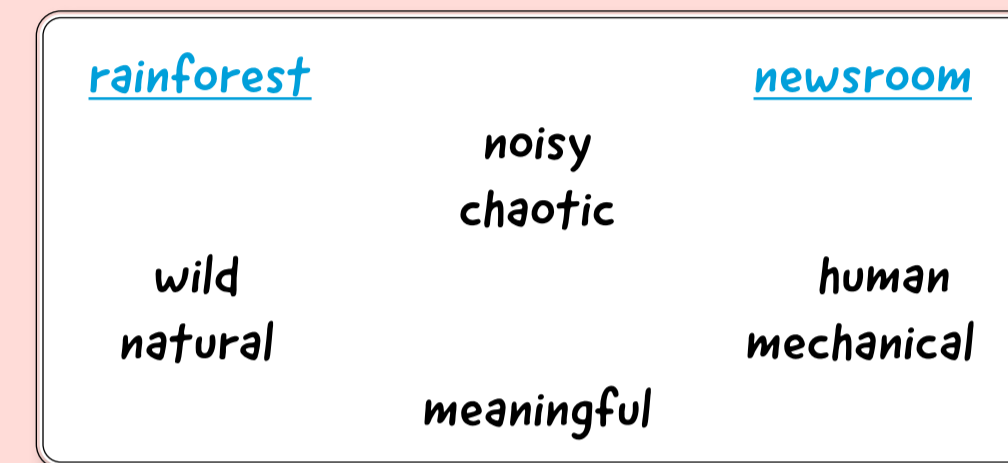 rainforest newsroom
noisy
chaotic
wild human
natural mechanical
meaningful